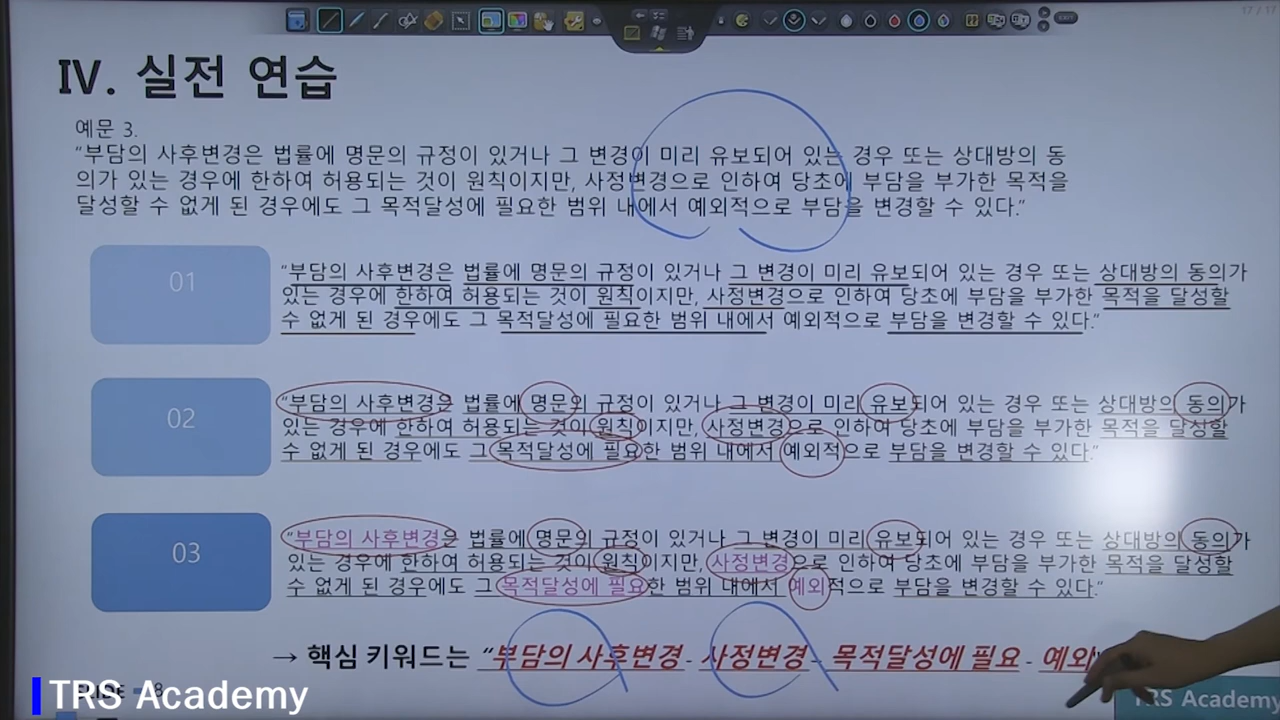 17 / 17
EXIT
Ⅳ. 실전 연습
예문 3.
“부담의 사후변경은 법률에 명문의 규정이 있거나 그 변경이 미리 유보되어 있는 경우 또는 상대방의 동
의가 있는 경우에 한하여 허용되는 것이 원칙이지만, 사정변경으로 인하여 당초에 부담을 부가한 목적을
달성할 수 없게 된 경우에도 그 목적달성에 필요한 범위 내에서 예외적으로 부담을 변경할 수 있다.”
01
“부담의 사후변경은 법률에 명문의 규정이 있거나 그 변경이 미리 유보되어 있는 경우 또는 상대방의 동의가
있는 경우에 한하여 허용되는 것이 원칙이지만, 사정변경으로 인하여 당초에 부담을 부가한 목적을 달성할
수 없게 된 경우에도 그 목적달성에 필요한 범위 내에서 예외적으로 부담을 변경할 수 있다.”
02
“부담의 사후변경은 법률에 명문의 규정이 있거나 그 변경이 미리 유보되어 있는 경우 또는 상대방의 동의가
있는 경우에 한하여 허용되는 것이 원칙이지만, 사정변경으로 인하여 당초에 부담을 부가한 목적을 달성할
수 없게 된 경우에도 그 목적달성에 필요한 범위 내에서 예외적으로 부담을 변경할 수 있다.”
03
“부담의 사후변경은 법률에 명문의 규정이 있거나 그 변경이 미리 유보되어 있는 경우 또는 상대방의 동의가
있는 경우에 한하여 허용되는 것이 원칙이지만, 사정변경으로 인하여 당초에 부담을 부가한 목적을 달성할
수 없게 된 경우에도 그 목적달성에 필요한 범위 내에서 예외적으로 부담을 변경할 수 있다.”
→ 핵심 키워드는 “부담의 사후변경 - 사정변경 - 목적달성에 필요 - 예외”
TRS Academy
TRS Academy